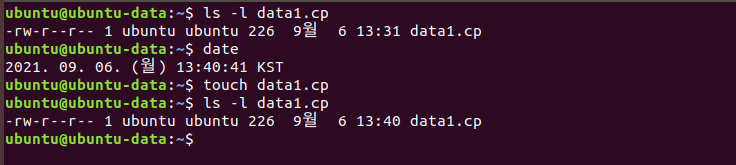 ubuntu@ubuntu-data:~$ ls -l data1.cp
-rw-r--r-- 1 ubuntu ubuntu 226  9월  6 13:31 data1.cp
ubuntu@ubuntu-data:~$ date
2021. 09. 06. (월) 13:40:41 KST
ubuntu@ubuntu-data:~$ touch data1.cp
ubuntu@ubuntu-data:~$ ls -l data1.cp
-rw-r--r-- 1 ubuntu ubuntu 226  9월  6 13:40 data1.cp
ubuntu@ubuntu-data:~$